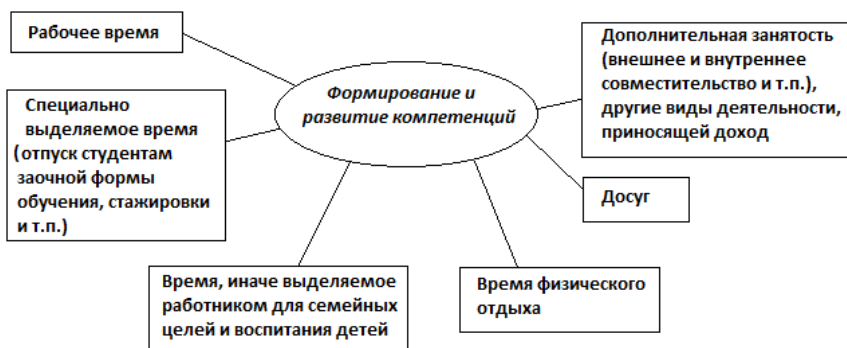 Рабочее время
Формирование и
развитие компетенций
Дополнительная занятость
(внешнее и внутреннее
совместительство и т.п.),
другие виды деятельности,
приносящей доход
Специально
выделяемое время
(отпуск студентам
заочной формы
обучения, стажировки
и т.п.)
Досуг
Время, иначе выделяемое
работником для семейных
целей и воспитания детей
Время физического
отдыха